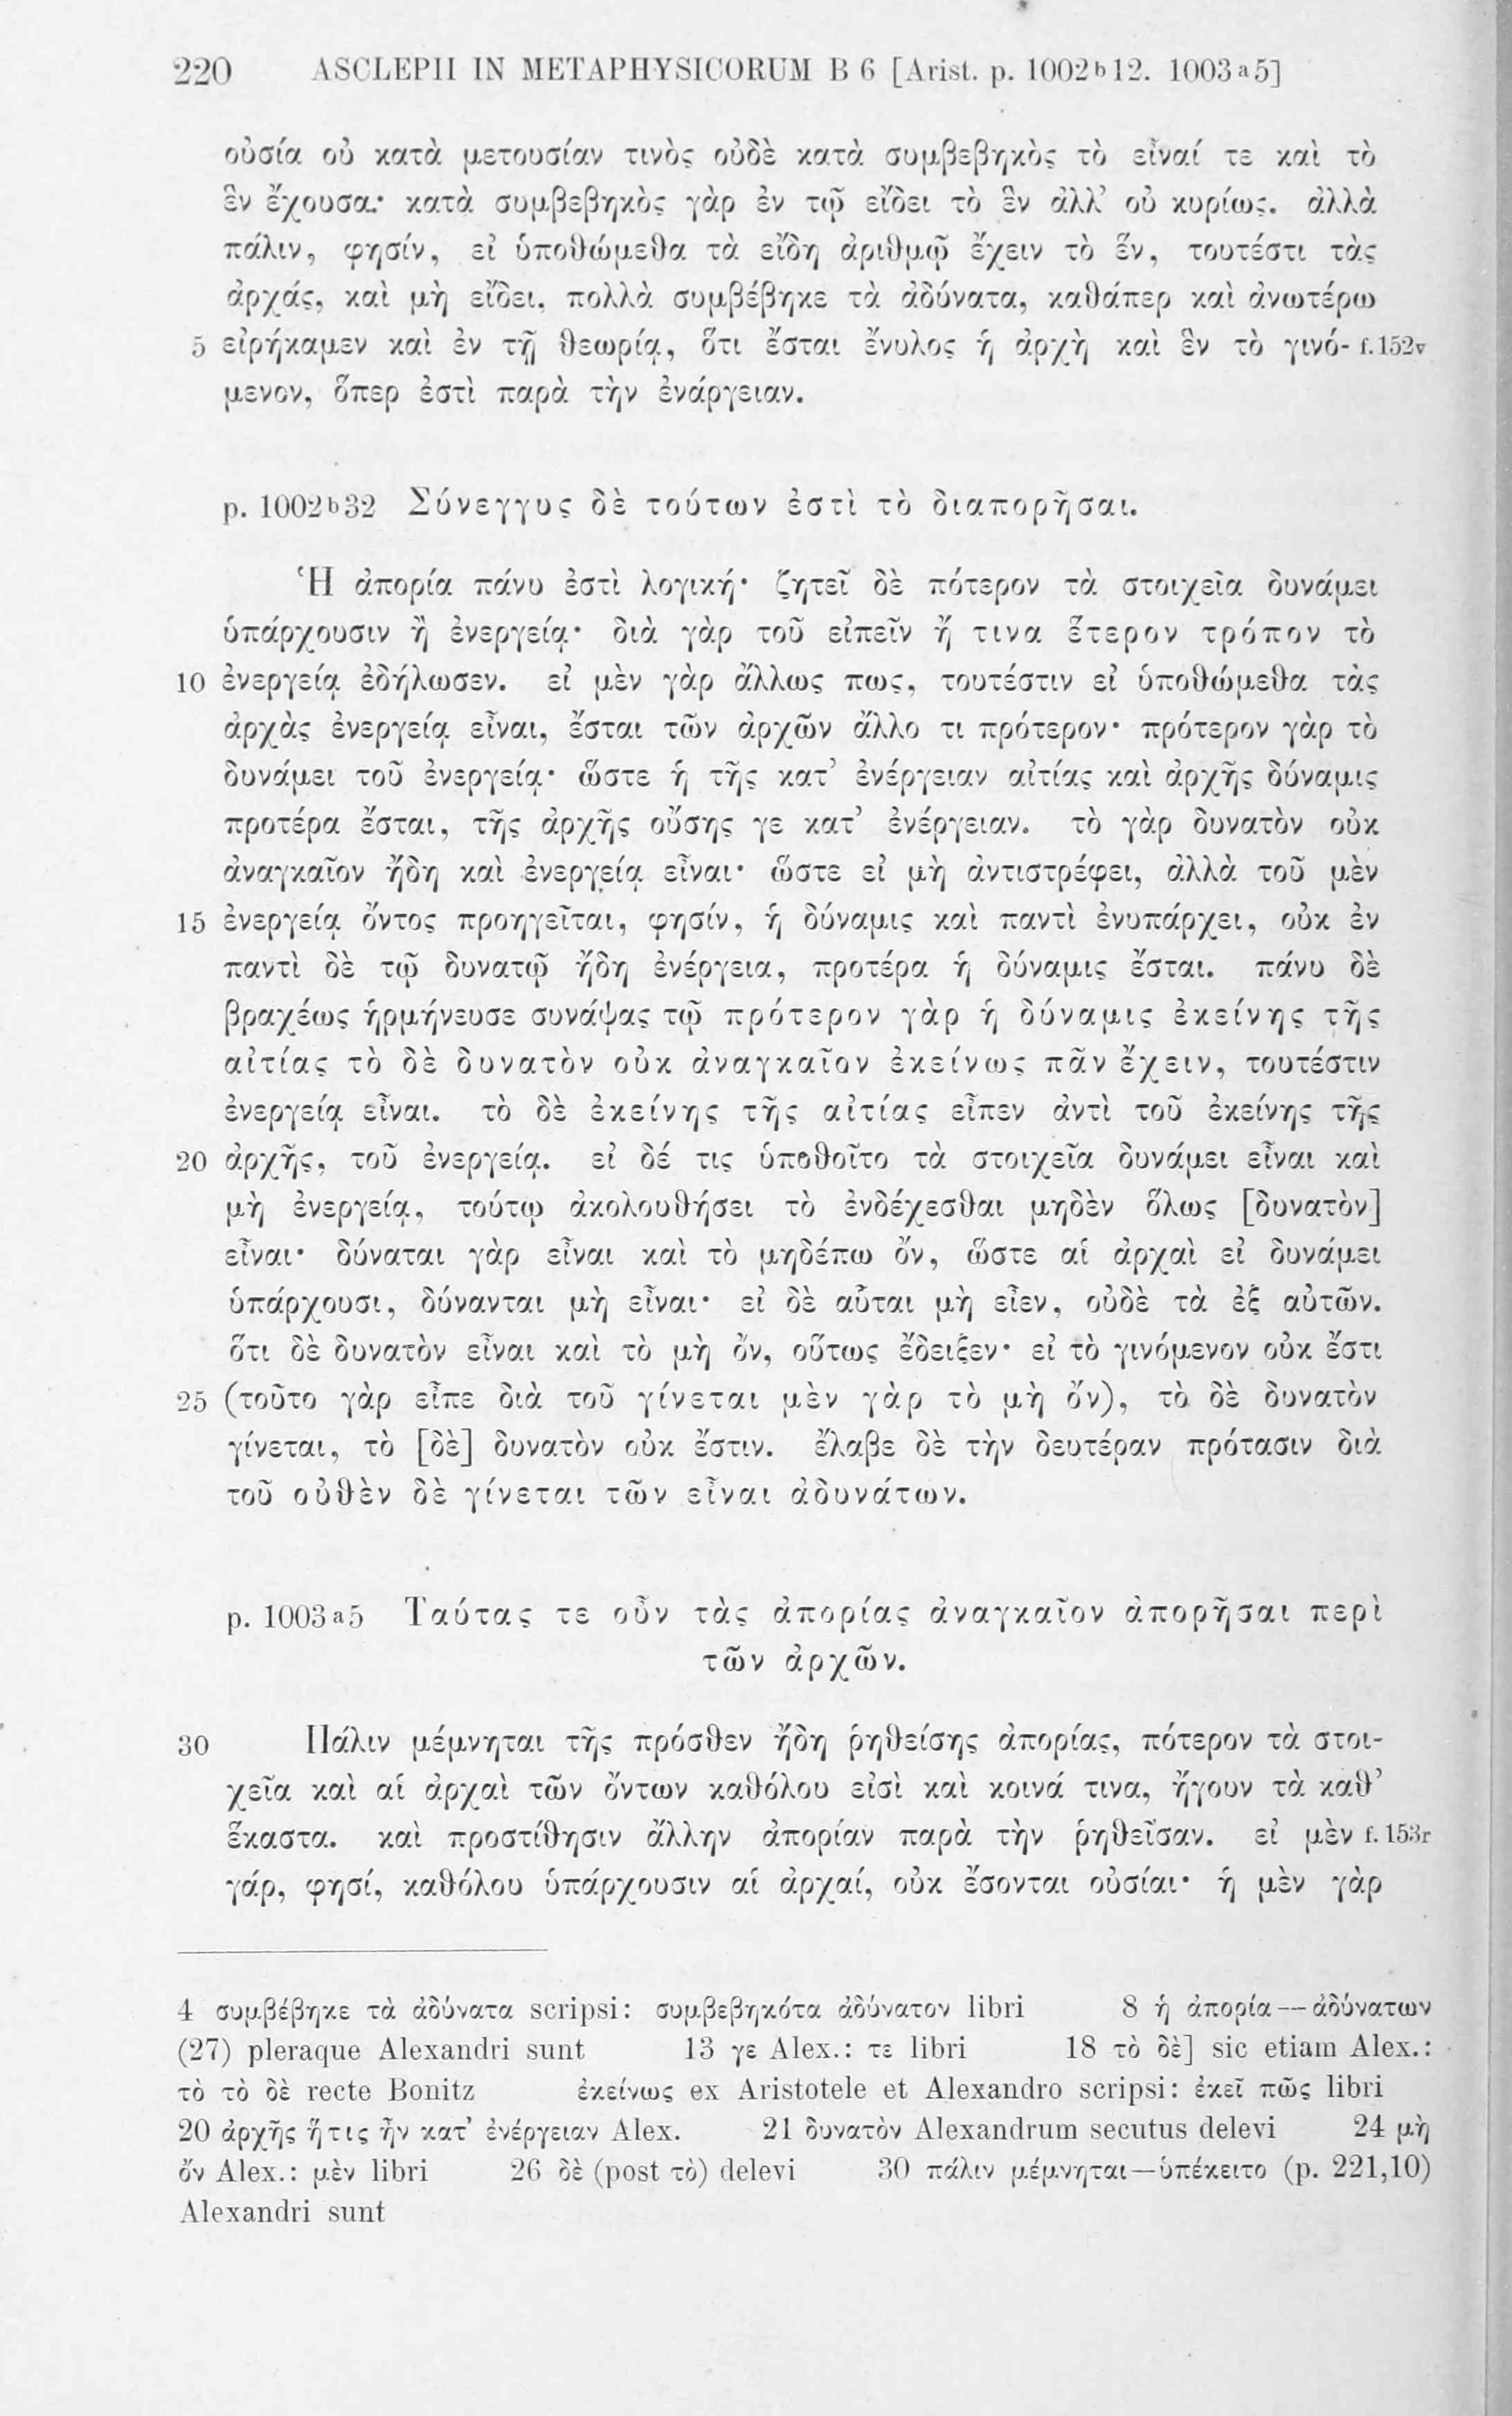 220 ASCLEPII IN METAPHYSICORUM B 6 [Arist. p. 1002ᵇ12. 1003ᵃ5]
οὐσία οὐ κατὰ μετουσίαν τινὸς οὐδὲ κατὰ συμβεβηκὸς τὸ εἶναί τε καὶ τὸ
ἓν ἔχουσα· κατὰ συμβεβηκὸς γὰρ ἐν τῷ εἴδει τὸ ἓν ἀλλ’ οὐ κυρίως. ἀλλὰ
πάλιν, φησίν, εἰ ὑποθώμεθα τὰ εἴδη ἀριθμῷ ἔχειν τὸ ἕν, τουτέστι τὰς
ἀρχάς, καὶ μὴ εἴδει, πολλὰ συμβέβηκε τὰ ἀδύνατα, καθάπερ καὶ ἀνωτέρω
5 εἰρήκαμεν καὶ ἐν τῇ θεωρίᾳ, ὅτι ἔσται ἔνυλος ἡ ἀρχὴ καὶ ἓν τὸ γινό- f. 152v
μενον, ὅπερ ἐστὶ παρὰ τὴν ἐνάργειαν.
p. 1002ᵇ32 Σύνεγγυς δὲ τούτων ἐστὶ τὸ διαπορῆσαι.
Ἡ ἀπορία πάνυ ἐστὶ λογική· ζητεῖ δὲ πότερον τὰ στοιχεῖα δυνάμει
ὑπάρχουσιν ἢ ἐνεργείᾳ· διὰ γὰρ τοῦ εἰπεῖν ἤ τινα ἕτερον τρόπον τὸ
10 ἐνεργείᾳ ἐδήλωσεν. εἰ μὲν γὰρ ἄλλως πως, τουτέστιν εἰ ὑποθώμεθα τὰς
ἀρχὰς ἐνεργείᾳ εἶναι, ἔσται τῶν ἀρχῶν ἄλλο τι πρότερον· πρότερον γὰρ τὸ
δυνάμει τοῦ ἐνεργείᾳ· ὥστε ἡ τῆς κατ’ ἐνέργειαν αἰτίας καὶ ἀρχῆς δύναμις
προτέρα ἔσται, τῆς ἀρχῆς οὔσης γε κατ’ ἐνέργειαν. τὸ γὰρ δυνατὸν οὐκ
ἀναγκαῖον ἤδη καὶ ἐνεργείᾳ εἶναι· ὥστε εἰ μὴ ἀντιστρέφει, ἀλλὰ τοῦ μὲν
15 ἐνεργείᾳ ὄντος προηγεῖται, φησίν, ἡ δύναμις καὶ παντὶ ἐνυπάρχει, οὐκ ἐν
παντὶ δὲ τῷ δυνατῷ ἤδη ἐνέργεια, προτέρα ἡ δύναμις ἔσται. πάνυ δὲ
βραχέως ἡρμήνευσε συνάψας τῷ πρότερον γὰρ ἡ δύναμις ἐκείνης τῆς
αἰτίας τὸ δὲ δυνατὸν οὐκ ἀναγκαῖον ἐκείνως πᾶν ἔχειν, τουτέστιν
ἐνεργείᾳ εἶναι. τὸ δὲ ἐκείνης τῆς αἰτίας εἶπεν ἀντὶ τοῦ ἐκείνης τῆς
20 ἀρχῆς, τοῦ ἐνεργείᾳ. εἰ δέ τις ὑποθοῖτο τὰ στοιχεῖα δυνάμει εἶναι καὶ
μὴ ἐνεργείᾳ, τούτῳ ἀκολουθήσει τὸ ἐνδέχεσθαι μηδὲν ὅλως [δυνατὸν]
εἶναι· δύναται γὰρ εἶναι καὶ τὸ μηδέπω ὄν, ὥστε αἱ ἀρχαὶ εἰ δυνάμει
ὑπάρχουσι, δύνανται μὴ εἶναι· εἰ δὲ αὗται μὴ εἶεν, οὐδὲ τὰ ἐξ αὐτῶν.
ὅτι δὲ δυνατὸν εἶναι καὶ τὸ μὴ ὄν, οὕτως ἔδειξεν· εἰ τὸ γινόμενον οὐκ ἔστι
25 (τοῦτο γὰρ εἶπε διὰ τοῦ γίνεται μὲν γὰρ τὸ μὴ ὄν), τὸ δὲ δυνατὸν
γίνεται, τὸ [δὲ] δυνατὸν οὐκ ἔστιν. ἔλαβε δὲ τὴν δευτέραν πρότασιν διὰ
τοῦ οὐθὲν δὲ γίνεται τῶν εἶναι ἀδυνάτων.
p. 1003ᵃ5 Ταύτας τε οὖν τὰς ἀπορίας ἀναγκαῖον ἀπορῆσαι περὶ
τῶν ἀρχῶν.
30 Πάλιν μέμνηται τῆς πρόσθεν ἤδη ῥηθείσης ἀπορίας, πότερον τὰ στοι-
χεῖα καὶ αἱ ἀρχαὶ τῶν ὄντων καθόλου εἰσὶ καὶ κοινά τινα, ἤγουν τὰ καθ’
ἕκαστα. καὶ προστίθησιν ἄλλην ἀπορίαν παρὰ τὴν ῥηθεῖσαν. εἰ μὲν f. 153r
γάρ, φησί, καθόλου ὑπάρχουσιν αἱ ἀρχαί, οὐκ ἔσονται οὐσίαι· ἡ μὲν γὰρ
4 συμβέβηκε τὰ ἀδύνατα scripsi: συμβεβηκότα ἀδύνατον libri 8 ἡ ἀπορία — ἀδύνατων
(27) pleraque Alexandri sunt 13 γε Alex.: τε libri 18 τὸ δὲ] sic etiam Alex.:
τὸ τὸ δὲ recte Bonitz ἐκείνως ex Aristotele et Alexandro scripsi: ἐκεῖ πῶς libri
20 ἀρχῆς ἥτις ἦν κατ’ ἐνέργειαν Alex. 21 δυνατὸν Alexandrum secutus delevi 24 μὴ
ὄν Alex.: μὲν libri 26 δὲ (post τὸ) delevi 30 πάλιν μέμνηται — ὑπέκειτο (p. 221,10)
Alexandri sunt